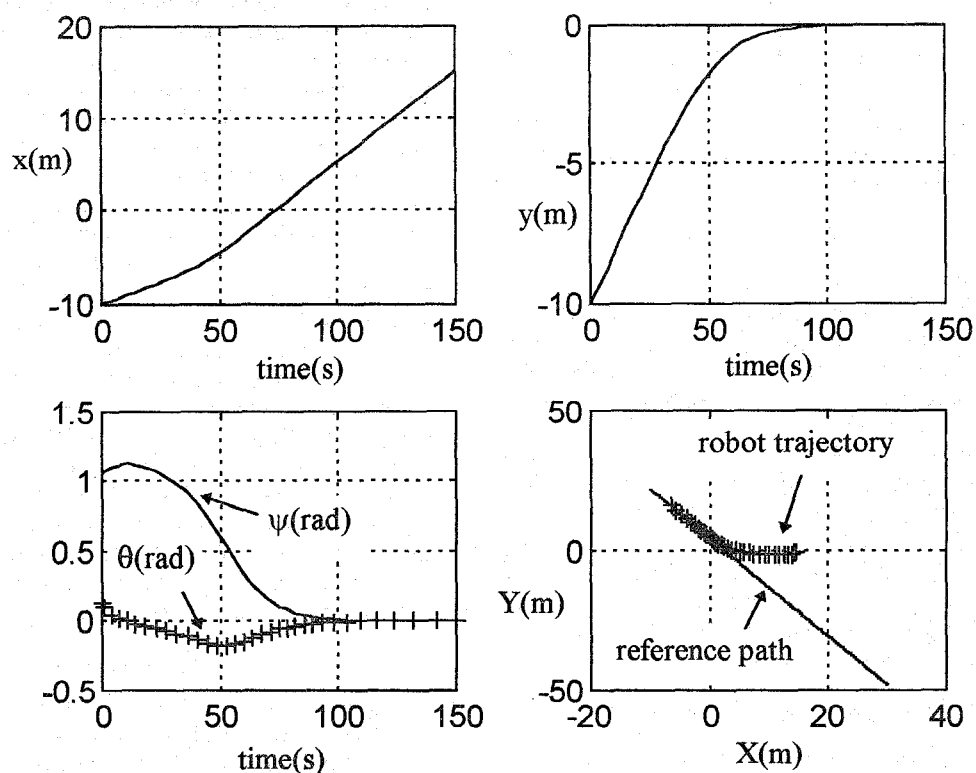 20
10
x(m)
0
-10
0 50 100 150
time(s)
0
-5
y(m)
-10
0 50 100 150
time(s)
1.5
1
ψ(rad)
0.5
θ(rad)
0
-0.5
0 50 100 150
time(s)
50
robot trajectory
0
Y(m)
reference path
-50
-20 0 20 40
X(m)